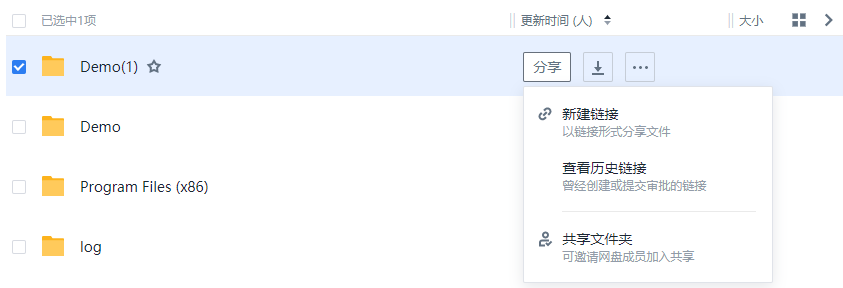 已选中1项 更新时间 (人) 大小
Demo(1) 分享
Demo
新建链接
以链接形式分享文件
查看历史链接
Program Files (x86)
曾经创建或提交审批的链接
log
共享文件夹
可邀请网盘成员加入共享